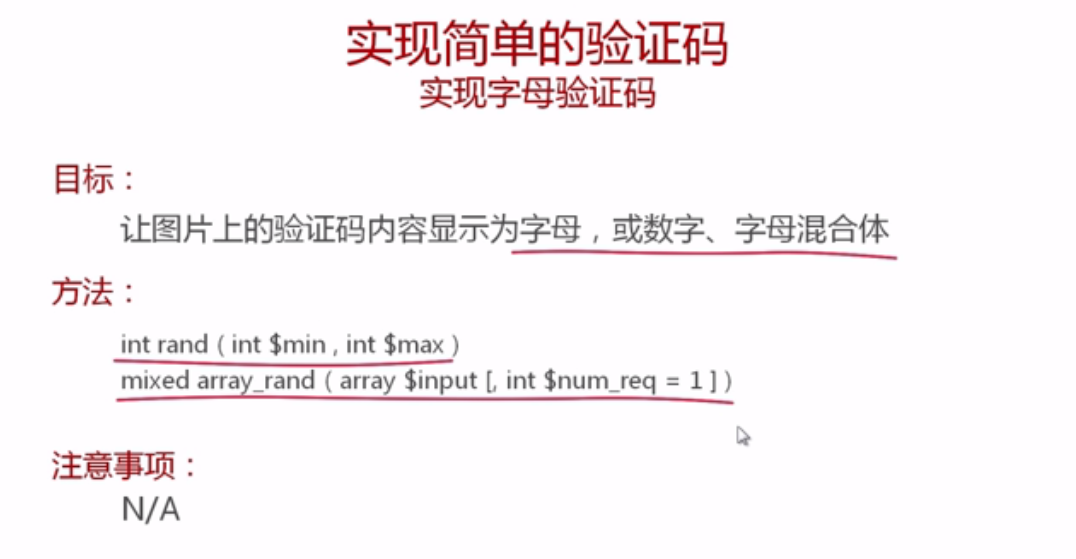 实现简单的验证码
实现字母验证码
目标：
让图片上的验证码内容显示为字母，或数字、字母混合体
方法：
int rand ( int $min , int $max )
mixed array_rand ( array $input [, int $num_req = 1 ] )
注意事项：
N/A